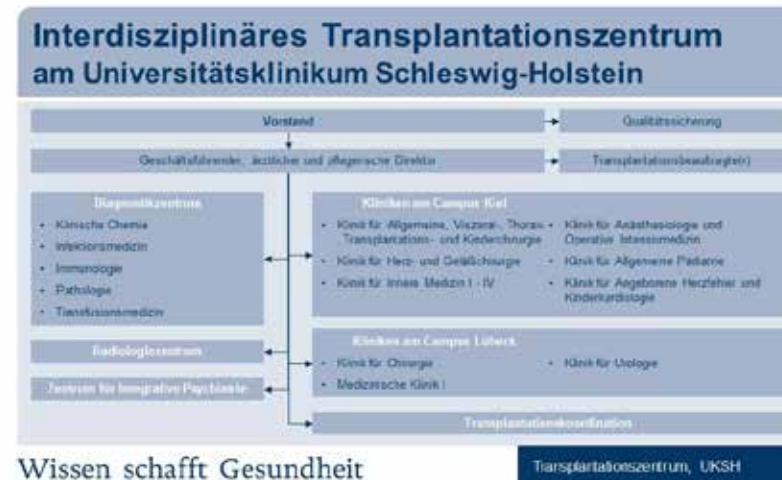 Interdisziplinäres Transplantationszentrum
am Universitätsklinikum Schleswig-Holstein
Vorstand
Qualitätssicherung
Geschäftsführender, ärztlicher und pflegerische Direktor
Transplantationsbeauftragte(r)
Diagnostikzentrum
• Klinische Chemie
• Infektionsmedizin
• Immunologie
• Pathologie
• Transfusionsmedizin
Radiologiezentrum
Zentrum für Integrative Psychiatrie
Kliniken am Campus Kiel
• Klinik für Allgemeine, Viszeral-, Thorax-
Transplantations- und Kinderchirurgie
• Klinik für Herz- und Gefäßchirurgie
• Klinik für Innere Medizin I - IV
• Klinik für Anästhesiologie und
Operative Intensivmedizin
• Klinik für Allgemeine Pädiatrie
• Klinik für Angeborene Herzfehler und
Kinderkardiologie
Kliniken am Campus Lübeck
• Klinik für Chirurgie
• Medizinische Klinik I
• Klinik für Urologie
Transplantationskoordination
Wissen schafft Gesundheit
Transplantationszentrum, UKSH